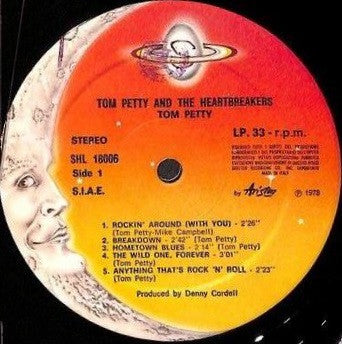 TOM PETTY AND THE HEARTBREAKERS
TOM PETTY
STEREO
LP. 33 - r.p.m.
SHL 18006
Side 1
S.I.A.E.
MADE IN ITALY
by Ariston
℗ 1978
1. ROCKIN' AROUND (WITH YOU) - 2'26"
(Tom Petty-Mike Campbell)
2. BREAKDOWN - 2'42" (Tom Petty)
3. HOMETOWN BLUES - 2'14" (Tom Petty)
4. THE WILD ONE, FOREVER - 3'01"
(Tom Petty)
5. ANYTHING THAT'S ROCK 'N' ROLL - 2'23"
(Tom Petty)
Produced by Denny Cordell